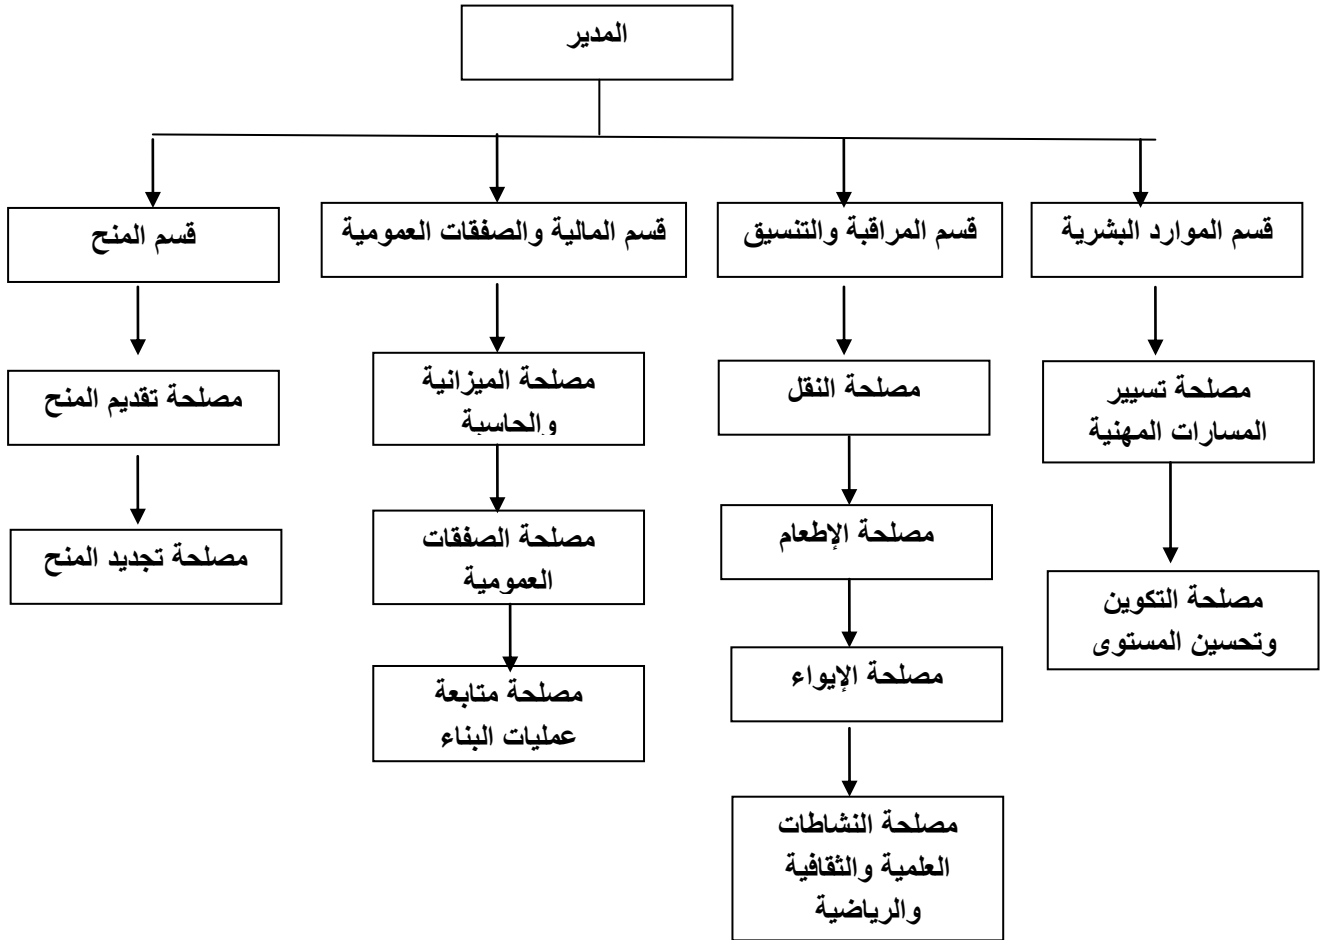 المدير
قسم الموارد البشرية
قسم المراقبة والتنسيق
قسم المالية والصفقات العمومية
قسم المنح
مصلحة تسيير
المسارات المهنية
مصلحة النقل
مصلحة الميزانية
والحاسبة
مصلحة تقديم المنح
مصلحة التكوين
وتحسين المستوى
مصلحة الإطعام
مصلحة الصفقات
العمومية
مصلحة تجديد المنح
مصلحة الإيواء
مصلحة متابعة
عمليات البناء
مصلحة النشاطات
العلمية والثقافية
والرياضية